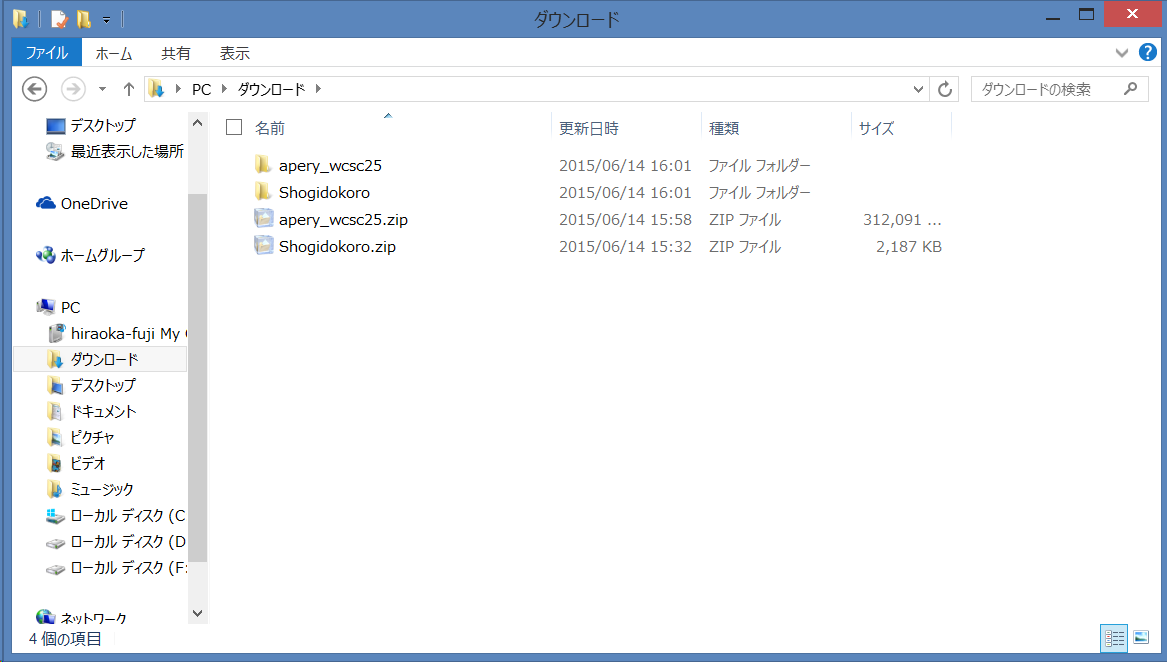 ダウンロード
ファイル ホーム 共有 表示
PC ダウンロード ダウンロードの検索
名前 更新日時 種類 サイズ
apery_wcsc25 2015/06/14 16:01 ファイル フォルダー
Shogidokoro 2015/06/14 16:01 ファイル フォルダー
apery_wcsc25.zip 2015/06/14 15:58 ZIP ファイル 312,091 ...
Shogidokoro.zip 2015/06/14 15:32 ZIP ファイル 2,187 KB
デスクトップ
最近表示した場所
OneDrive
ホームグループ
PC
hiraoka-fuji My
ダウンロード
デスクトップ
ドキュメント
ピクチャ
ビデオ
ミュージック
ローカル ディスク (C
ローカル ディスク (D
ローカル ディスク (F:
ネットワーク
4 個の項目